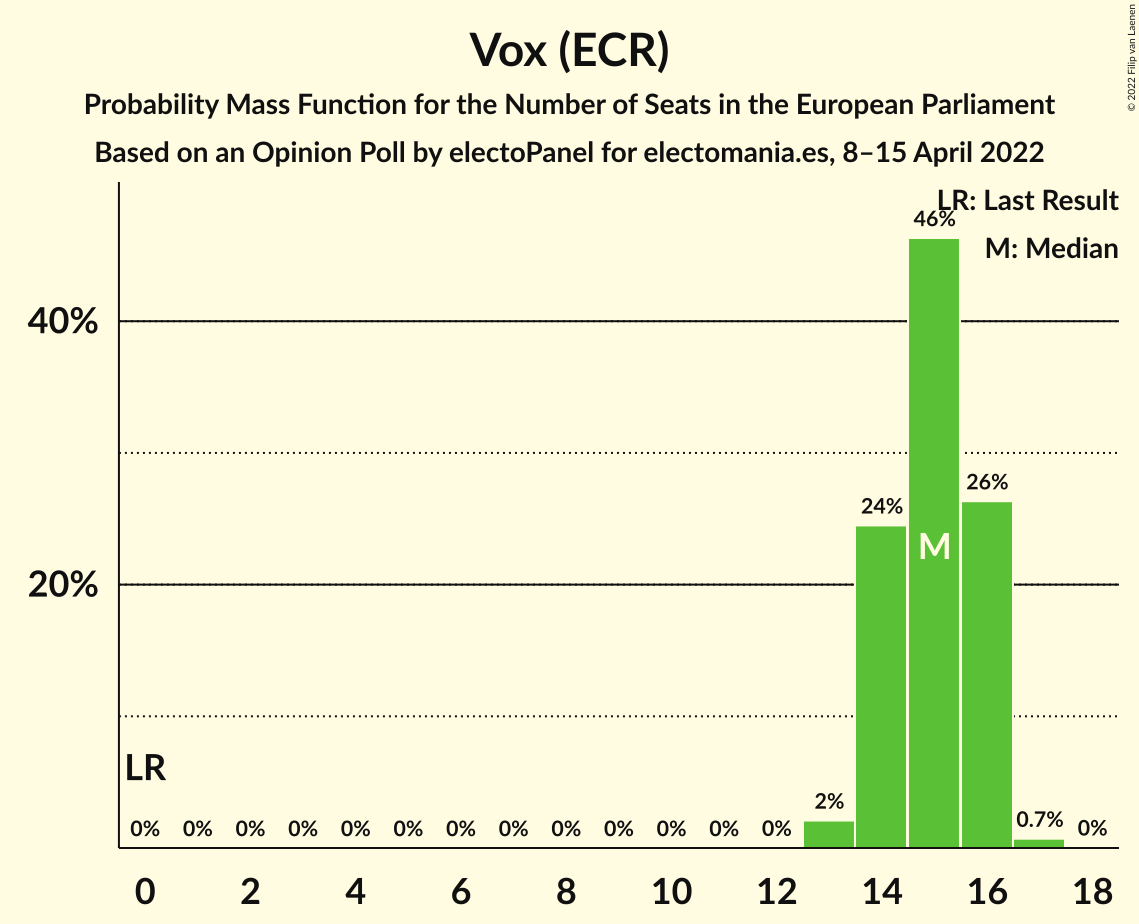 Vox (ECR)
Probability Mass Function for the Number of Seats in the European Parliament
Based on an Opinion Poll by electoPanel for electomania.es, 8–15 April 2022
© 2022 Filip van Laenen
LR: Last Result
M: Median
46%
40%
26%
24%
M
20%
LR
2%
0.7%
0% 0% 0% 0% 0% 0% 0% 0% 0% 0% 0% 0% 0% 0%
0 2 4 6 8 10 12 14 16 18